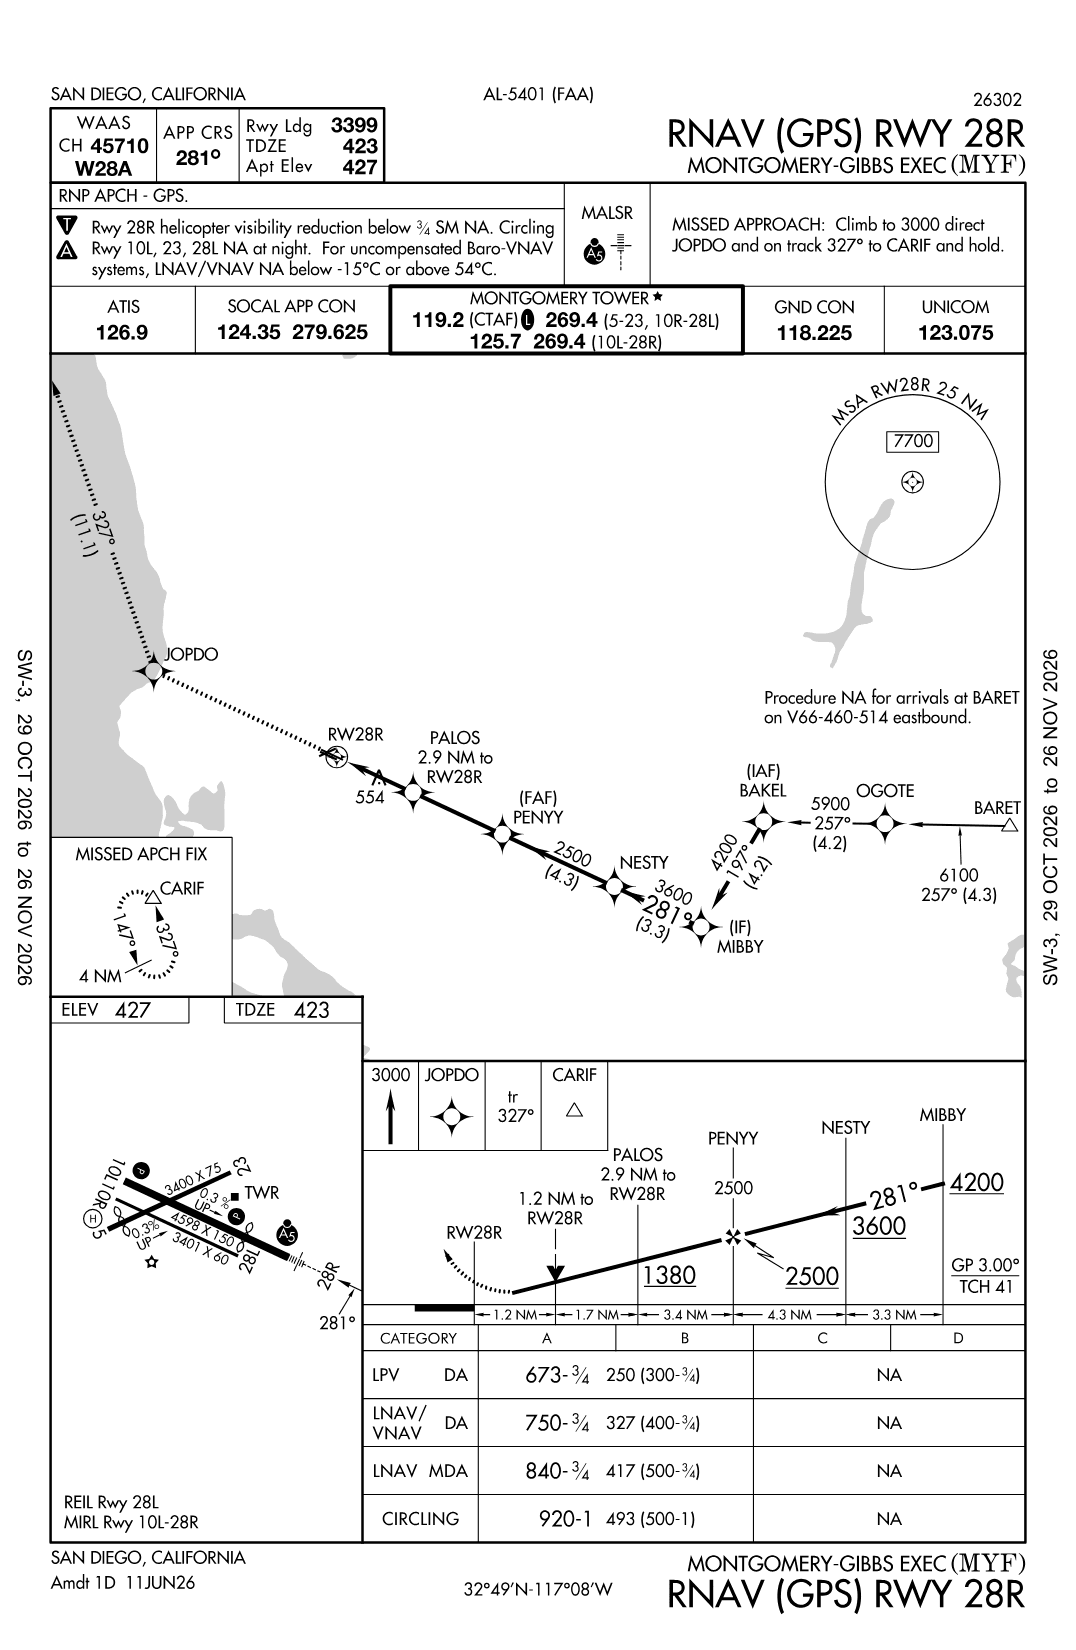 SAN DIEGO, CALIFORNIA
AL-5401 (FAA)
26302
WAAS
CH 45710
W28A
APP CRS
281°
Rwy Ldg 3399
TDZE 423
Apt Elev 427
RNAV (GPS) RWY 28R
MONTGOMERY-GIBBS EXEC (MYF)
RNP APCH - GPS.
T
A
Rwy 28R helicopter visibility reduction below ¾ SM NA. Circling
Rwy 10L, 23, 28L NA at night. For uncompensated Baro-VNAV
systems, LNAV/VNAV NA below -15°C or above 54°C.
MALSR
A5
MISSED APPROACH: Climb to 3000 direct
JOPDO and on track 327° to CARIF and hold.
ATIS
126.9
SOCAL APP CON
124.35 279.625
MONTGOMERY TOWER★
119.2 (CTAF) L 269.4 (5-23, 10R-28L)
125.7 269.4 (10L-28R)
GND CON
118.225
UNICOM
123.075
MSA RW28R 25 NM
7700
327°
(11.1)
JOPDO
RW28R
554
PALOS
2.9 NM to
RW28R
(FAF)
PENYY
2500
(4.3)
NESTY
3600
281°
(3.3)
(IF)
MIBBY
4200
197°
(4.2)
(IAF)
BAKEL
5900
257°
(4.2)
OGOTE
BARET
6100
257° (4.3)
Procedure NA for arrivals at BARET
on V66-460-514 eastbound.
MISSED APCH FIX
CARIF
147°
327°
4 NM
SW-3, 29 OCT 2026 to 26 NOV 2026
SW-3, 29 OCT 2026 to 26 NOV 2026
ELEV 427
TDZE 423
10L
10R
P
3400 X 75
23
0.3 %
UP
TWR
P
H
5
0.3%
UP
4598 X 150
3401 X 60
28L
A5
28R
281°
REIL Rwy 28L
MIRL Rwy 10L-28R
3000
JOPDO
tr
327°
CARIF
RW28R
1.2 NM to
RW28R
PALOS
2.9 NM to
RW28R
PENYY
2500
NESTY
MIBBY
281°
4200
3600
1380
2500
GP 3.00°
TCH 41
1.2 NM
1.7 NM
3.4 NM
4.3 NM
3.3 NM
CATEGORY A B C D
LPV DA 673-¾ 250 (300-¾) NA
LNAV/
VNAV DA 750-¾ 327 (400-¾) NA
LNAV MDA 840-¾ 417 (500-¾) NA
CIRCLING 920-1 493 (500-1) NA
SAN DIEGO, CALIFORNIA
Amdt 1D 11JUN26
32°49'N-117°08'W
MONTGOMERY-GIBBS EXEC (MYF)
RNAV (GPS) RWY 28R